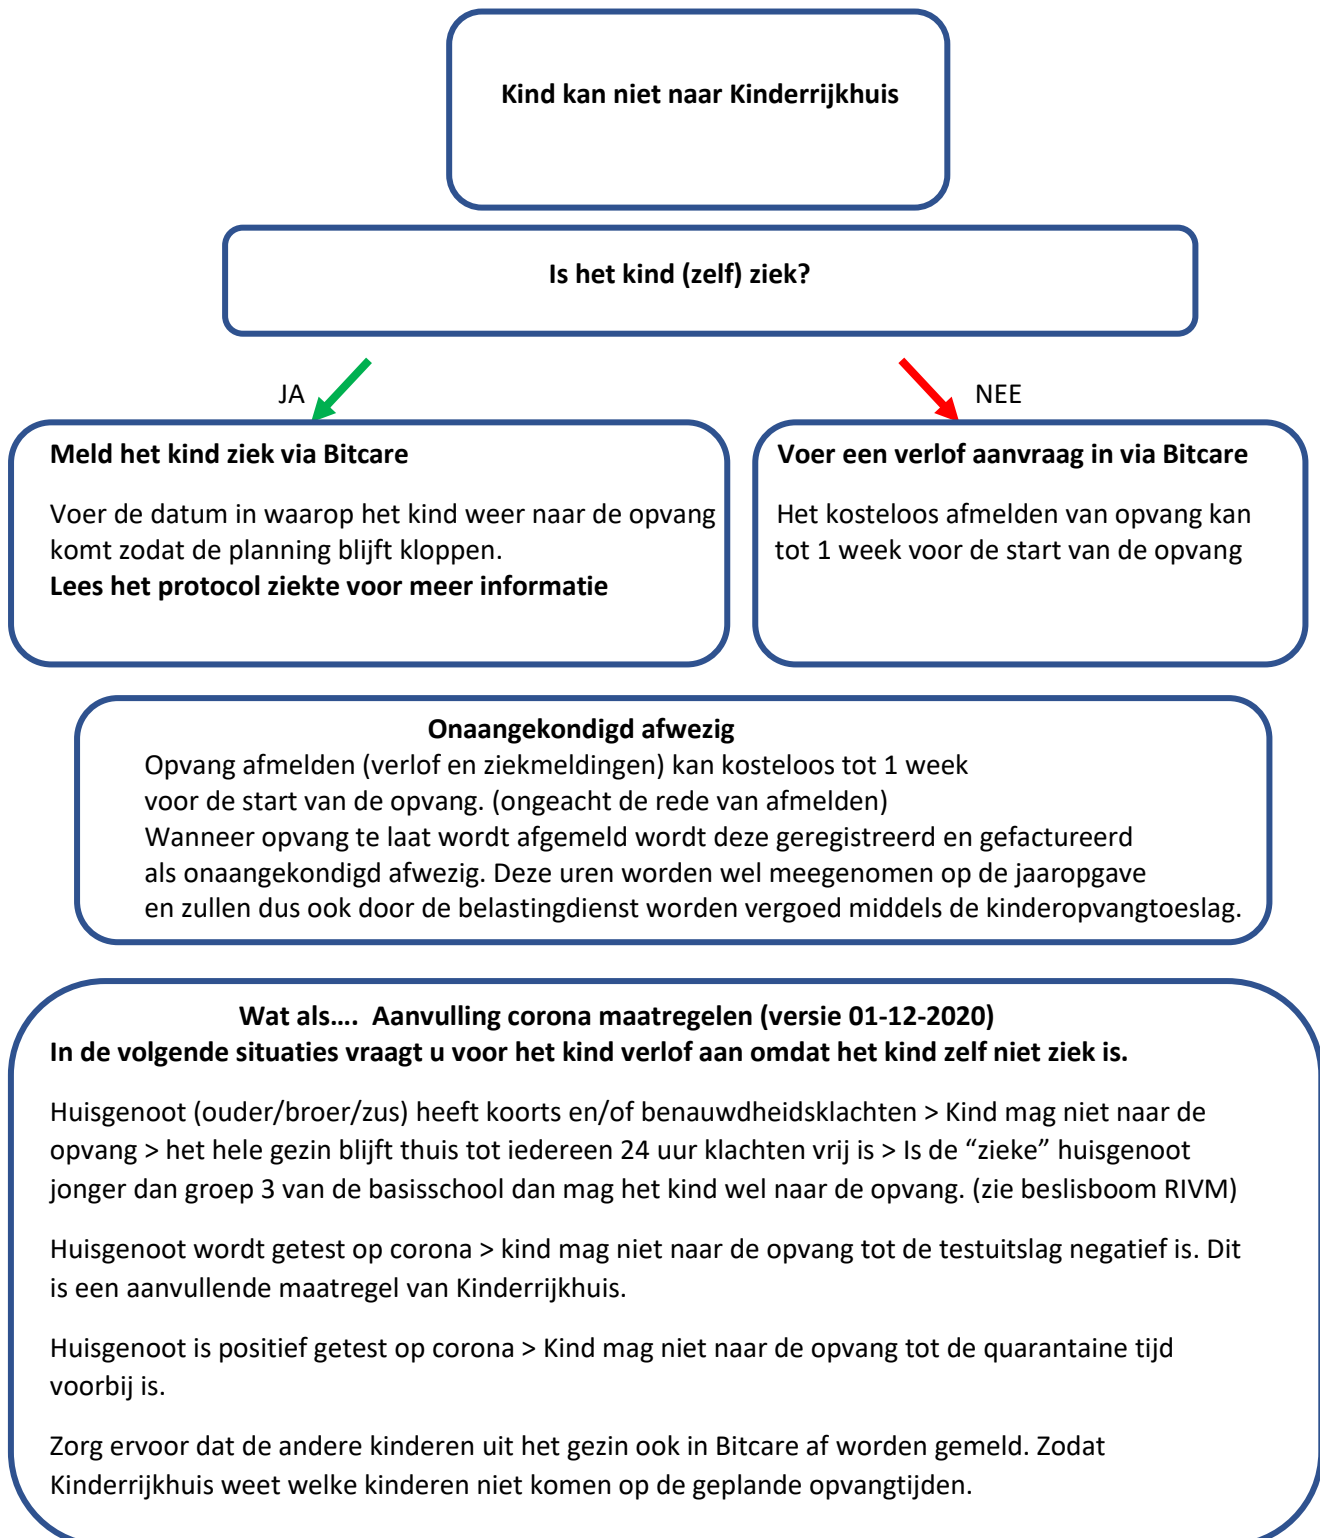 Kind kan niet naar Kinderrijkhuis
Is het kind (zelf) ziek?
JA
NEE
Meld het kind ziek via Bitcare
Voer de datum in waarop het kind weer naar de opvang
komt zodat de planning blijft kloppen.
Lees het protocol ziekte voor meer informatie
Voer een verlof aanvraag in via Bitcare
Het kosteloos afmelden van opvang kan
tot 1 week voor de start van de opvang
Onaangekondigd afwezig
Opvang afmelden (verlof en ziekmeldingen) kan kosteloos tot 1 week
voor de start van de opvang. (ongeacht de rede van afmelden)
Wanneer opvang te laat wordt afgemeld wordt deze geregistreerd en gefactureerd
als onaangekondigd afwezig. Deze uren worden wel meegenomen op de jaaropgave
en zullen dus ook door de belastingdienst worden vergoed middels de kinderopvangtoeslag.
Wat als…. Aanvulling corona maatregelen (versie 01-12-2020)
In de volgende situaties vraagt u voor het kind verlof aan omdat het kind zelf niet ziek is.
Huisgenoot (ouder/broer/zus) heeft koorts en/of benauwdheidsklachten > Kind mag niet naar de
opvang > het hele gezin blijft thuis tot iedereen 24 uur klachten vrij is > Is de “zieke” huisgenoot
jonger dan groep 3 van de basisschool dan mag het kind wel naar de opvang. (zie beslisboom RIVM)
Huisgenoot wordt getest op corona > kind mag niet naar de opvang tot de testuitslag negatief is. Dit
is een aanvullende maatregel van Kinderrijkhuis.
Huisgenoot is positief getest op corona > Kind mag niet naar de opvang tot de quarantaine tijd
voorbij is.
Zorg ervoor dat de andere kinderen uit het gezin ook in Bitcare af worden gemeld. Zodat
Kinderrijkhuis weet welke kinderen niet komen op de geplande opvangtijden.